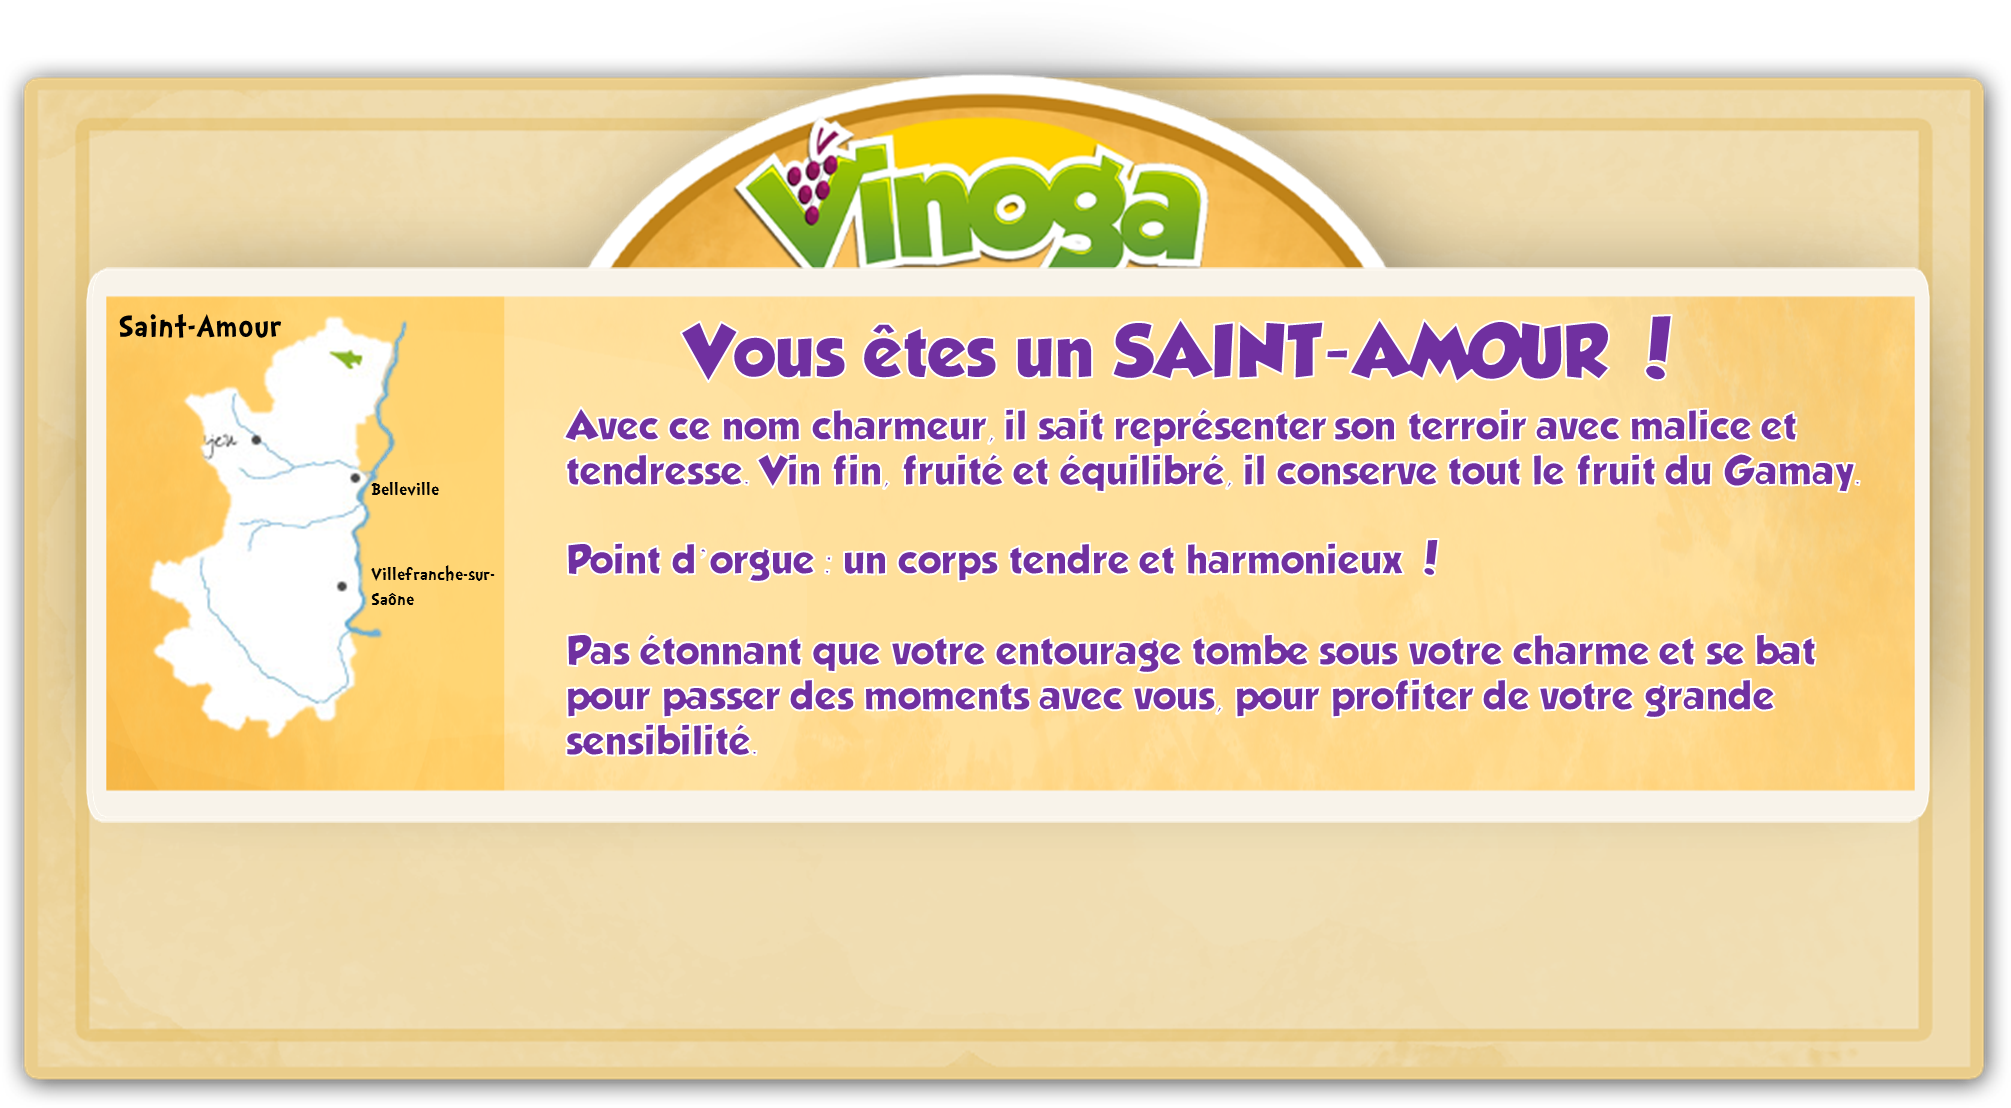 Vinoga
Saint-Amour
jeu
Belleville
Villefranche-sur-
Saône
Vous êtes un SAINT-AMOUR !
Avec ce nom charmeur, il sait représenter son terroir avec malice et
tendresse. Vin fin, fruité et équilibré, il conserve tout le fruit du Gamay.
Point d'orgue : un corps tendre et harmonieux !
Pas étonnant que votre entourage tombe sous votre charme et se bat
pour passer des moments avec vous, pour profiter de votre grande
sensibilité.